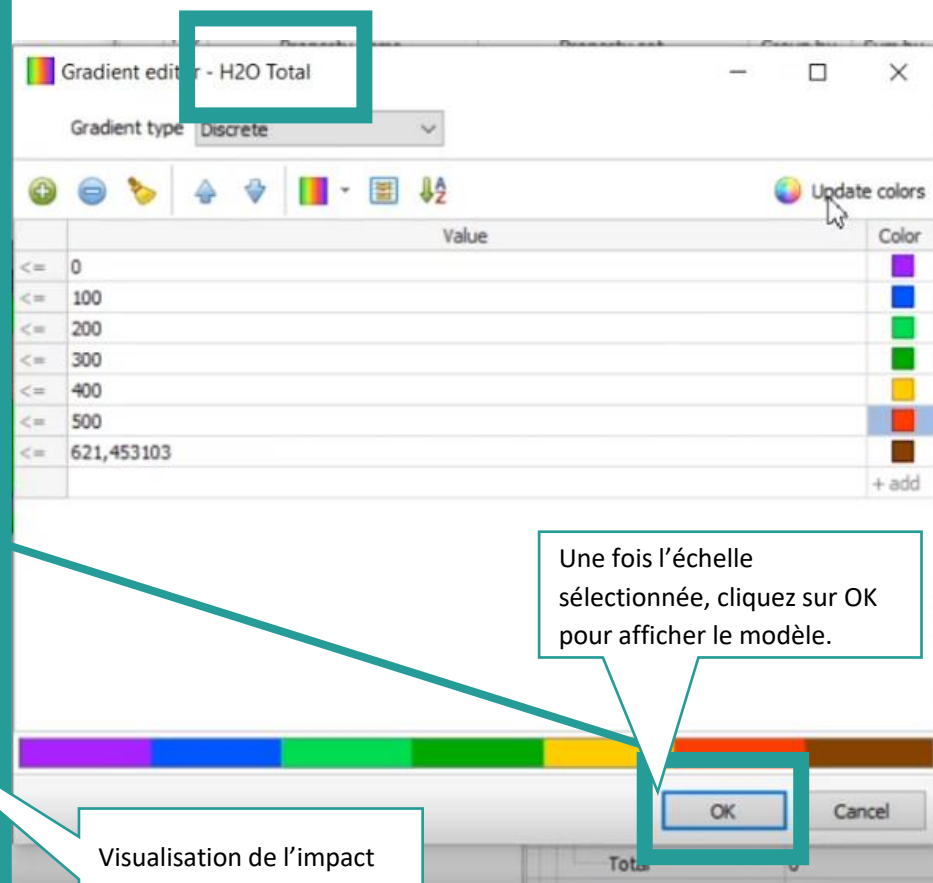 Gradient editor - H2O Total
Gradient type Discrete
Update colors
Value Color
<= 0
<= 100
<= 200
<= 300
<= 400
<= 500
<= 621,453103
+ add
Une fois l’échelle
sélectionnée, cliquez sur OK
pour afficher le modèle.
OK Cancel
Visualisation de l’impact
Total